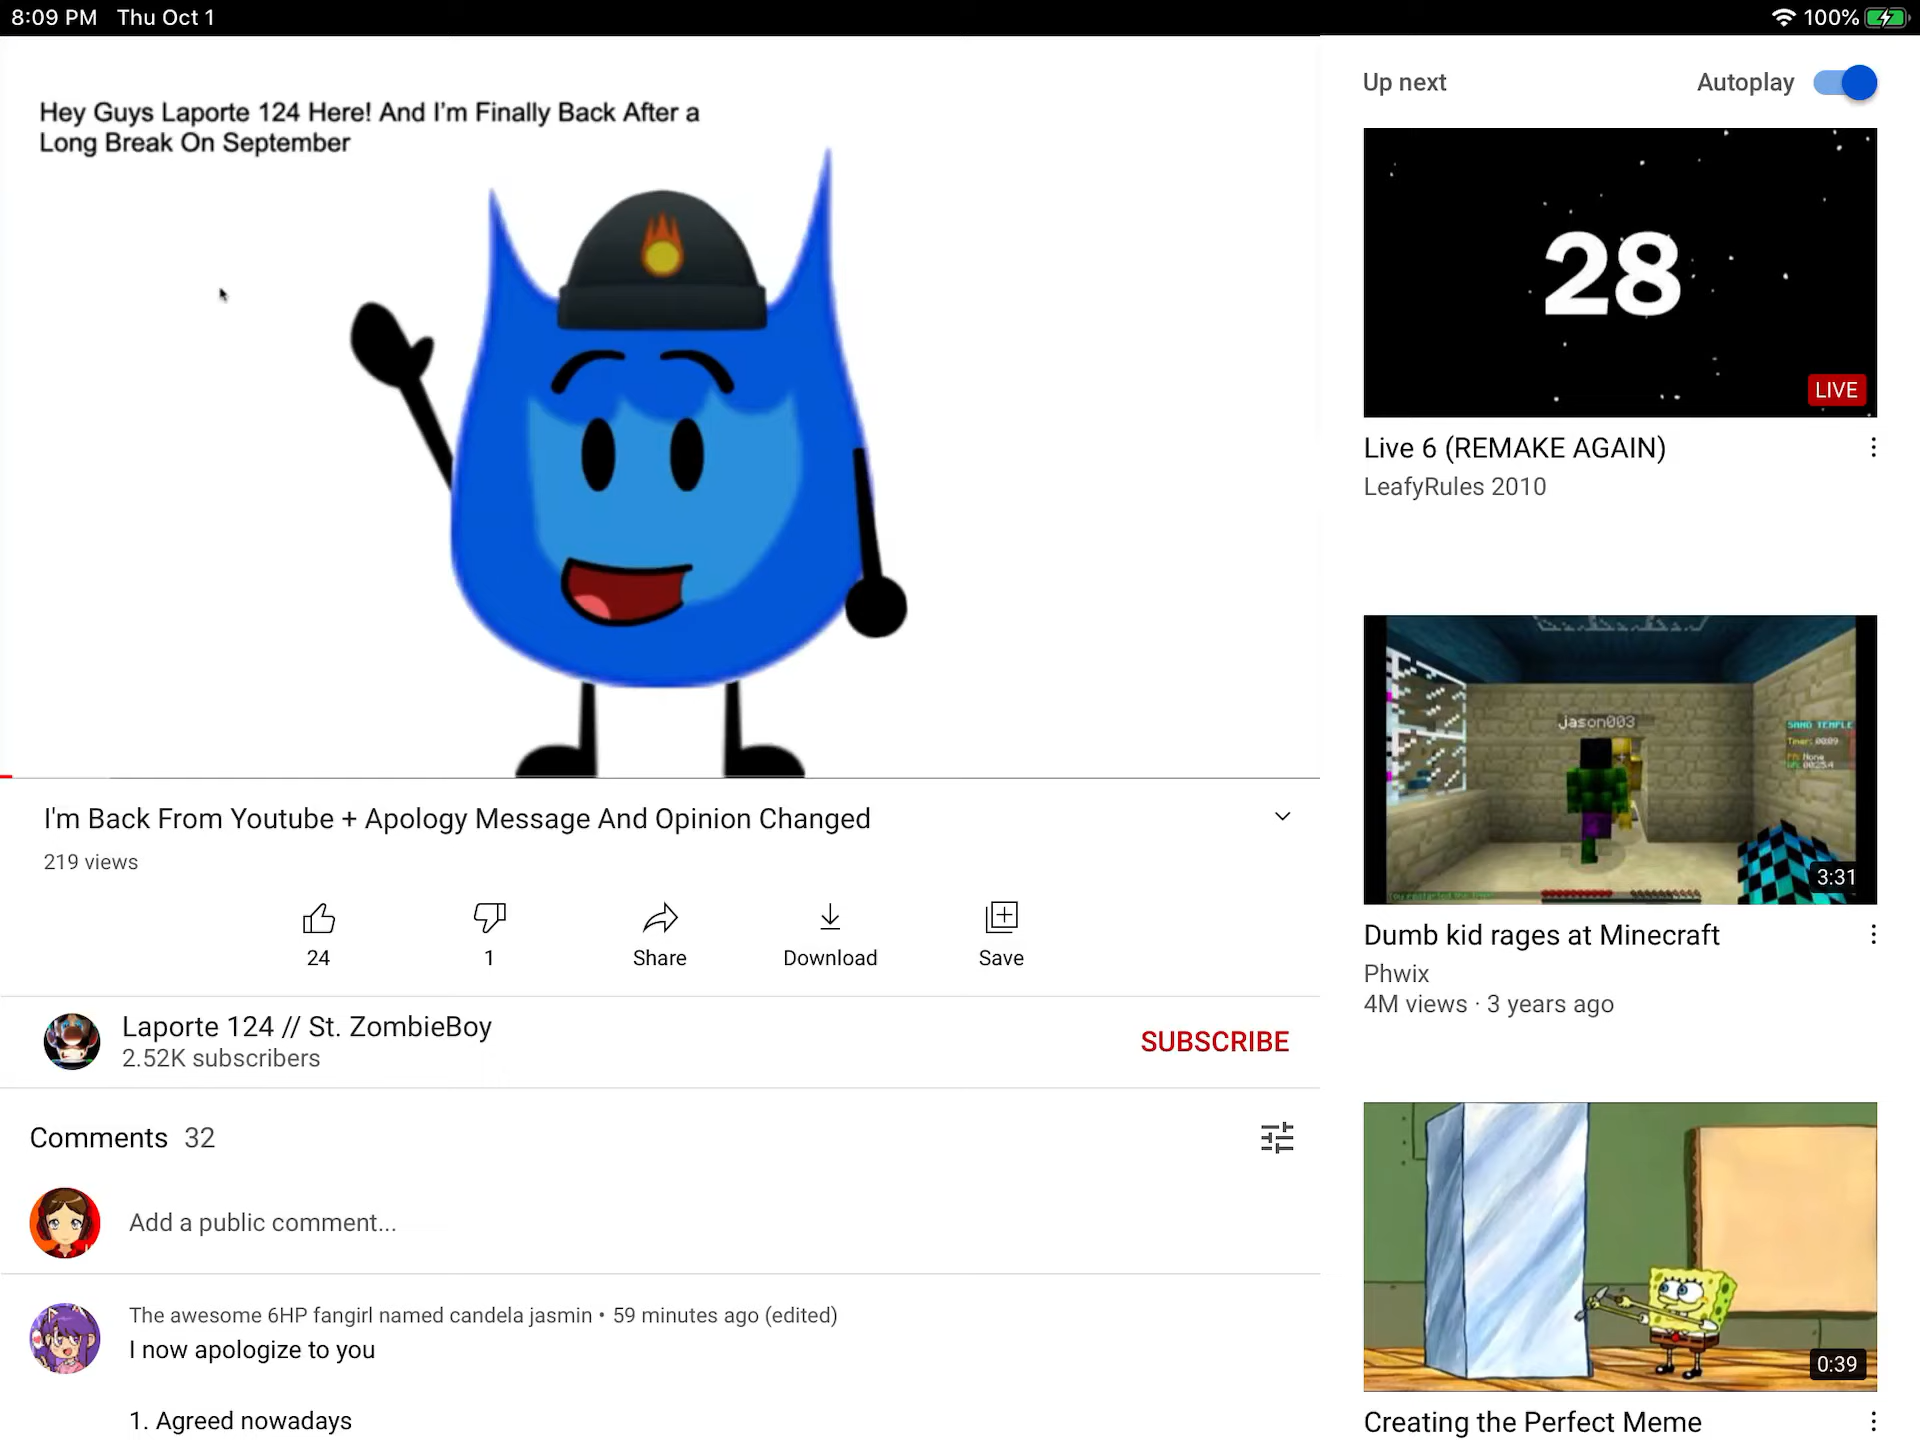 8:09 PM Thu Oct 1
100%
Hey Guys Laporte 124 Here! And I'm Finally Back After a
Long Break On September
I'm Back From Youtube + Apology Message And Opinion Changed
219 views
24
1
Share
Download
Save
Laporte 124 // St. ZombieBoy
2.52K subscribers
SUBSCRIBE
Comments 32
Add a public comment...
The awesome 6HP fangirl named candela jasmin • 59 minutes ago (edited)
I now apologize to you
1. Agreed nowadays
Up next
Autoplay
28
LIVE
Live 6 (REMAKE AGAIN)
LeafyRules 2010
jason003
SAND TEMPLE
3:31
Dumb kid rages at Minecraft
Phwix
4M views · 3 years ago
0:39
Creating the Perfect Meme